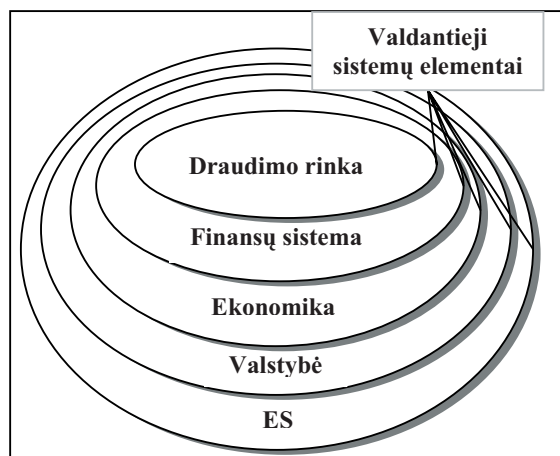 Valdantieji
sistemų elementai
Draudimo rinka
Finansų sistema
Ekonomika
Valstybė
ES